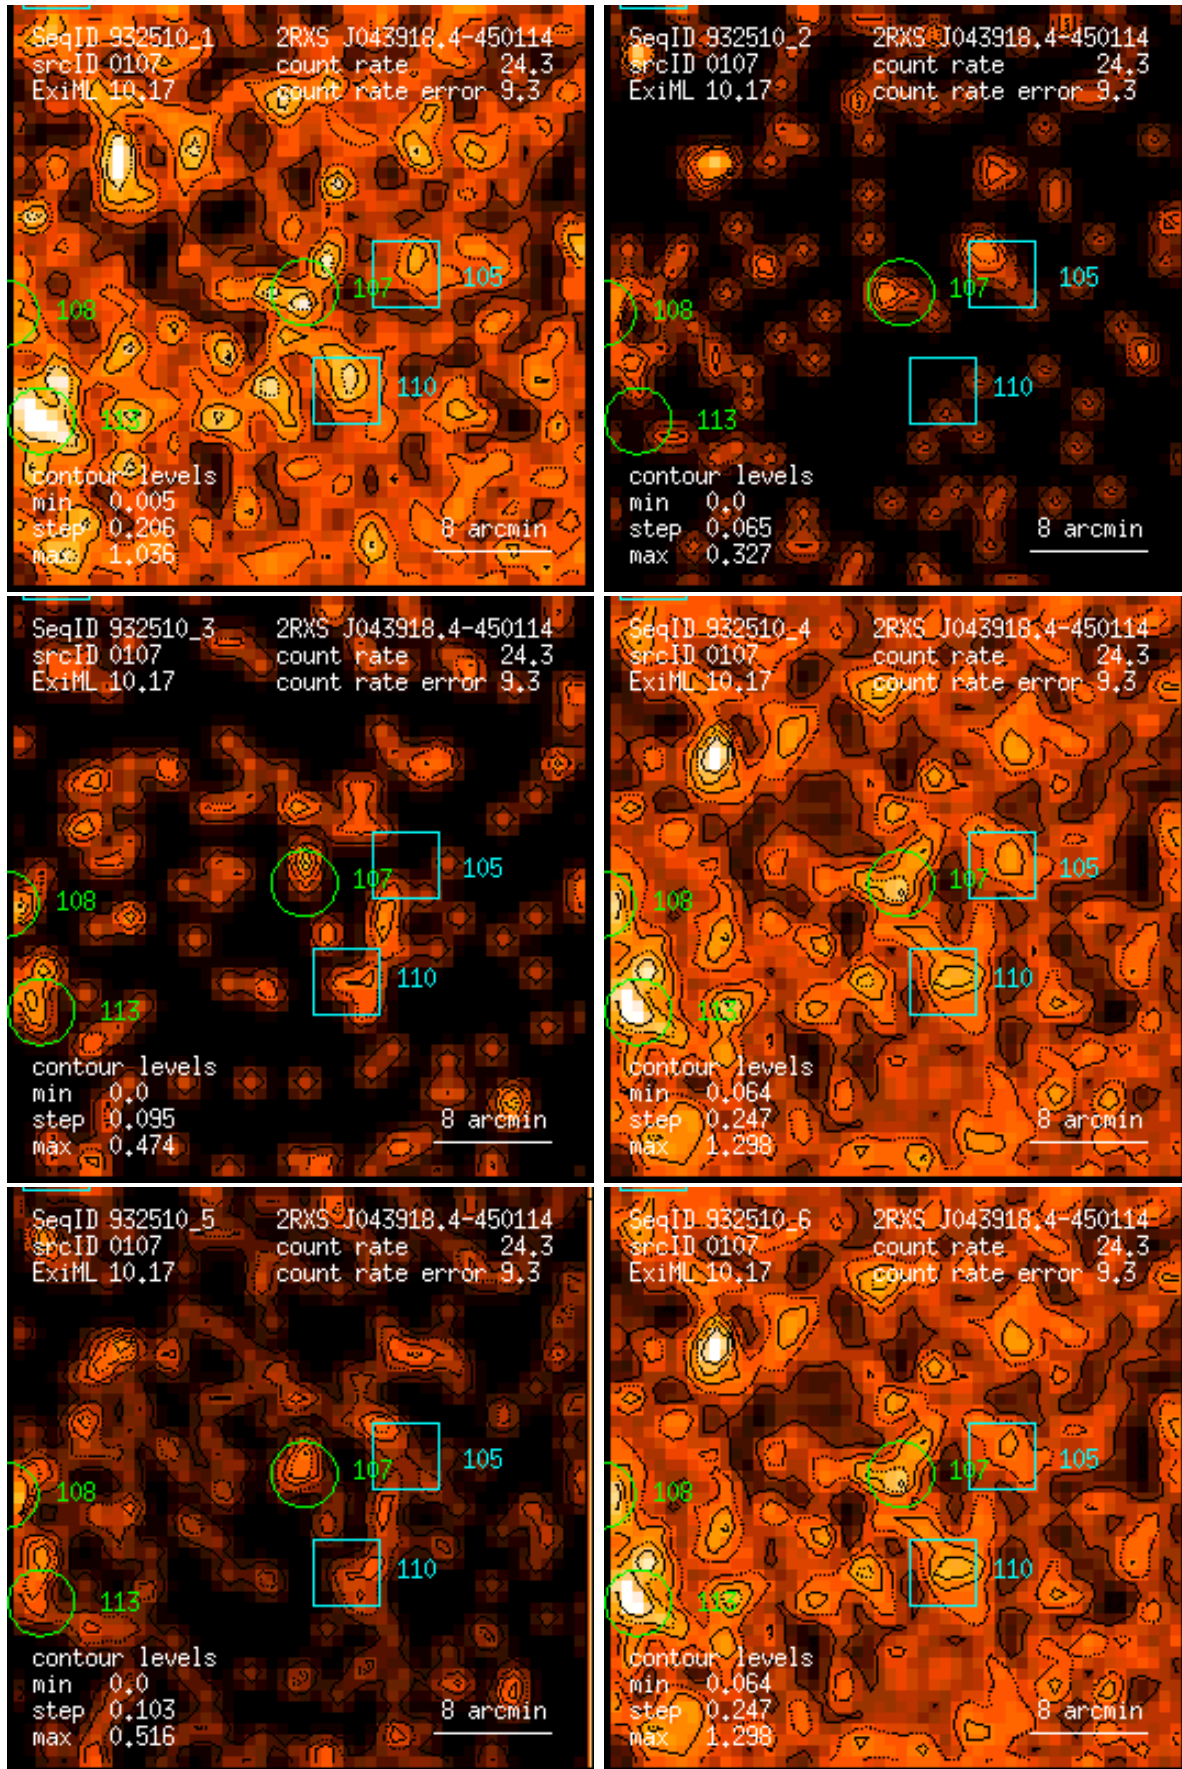 SeqID 932510_1 2RXS J043918.4-450114
srcID 0107 count rate 24.3
ExiML 10.17 count rate error 9.3
107
105
108
110
113
contour levels
min 0.005
step 0.206 8 arcmin
max 1.036
SeqID 932510_2 2RXS J043918.4-450114
srcID 0107 count rate 24.3
ExiML 10.17 count rate error 9.3
107
105
108
110
113
contour levels
min 0.0
step 0.065 8 arcmin
max 0.327
SeqID 932510_3 2RXS J043918.4-450114
srcID 0107 count rate 24.3
ExiML 10.17 count rate error 9.3
107
105
108
110
113
contour levels
min 0.0
step 0.095 8 arcmin
max 0.474
SeqID 932510_4 2RXS J043918.4-450114
srcID 0107 count rate 24.3
ExiML 10.17 count rate error 9.3
107
105
108
110
113
contour levels
min 0.064
step 0.247 8 arcmin
max 1.298
SeqID 932510_5 2RXS J043918.4-450114
srcID 0107 count rate 24.3
ExiML 10.17 count rate error 9.3
107
105
108
110
113
contour levels
min 0.0
step 0.103 8 arcmin
max 0.516
SeqID 932510_6 2RXS J043918.4-450114
srcID 0107 count rate 24.3
ExiML 10.17 count rate error 9.3
107
105
108
110
113
contour levels
min 0.064
step 0.247 8 arcmin
max 1.298